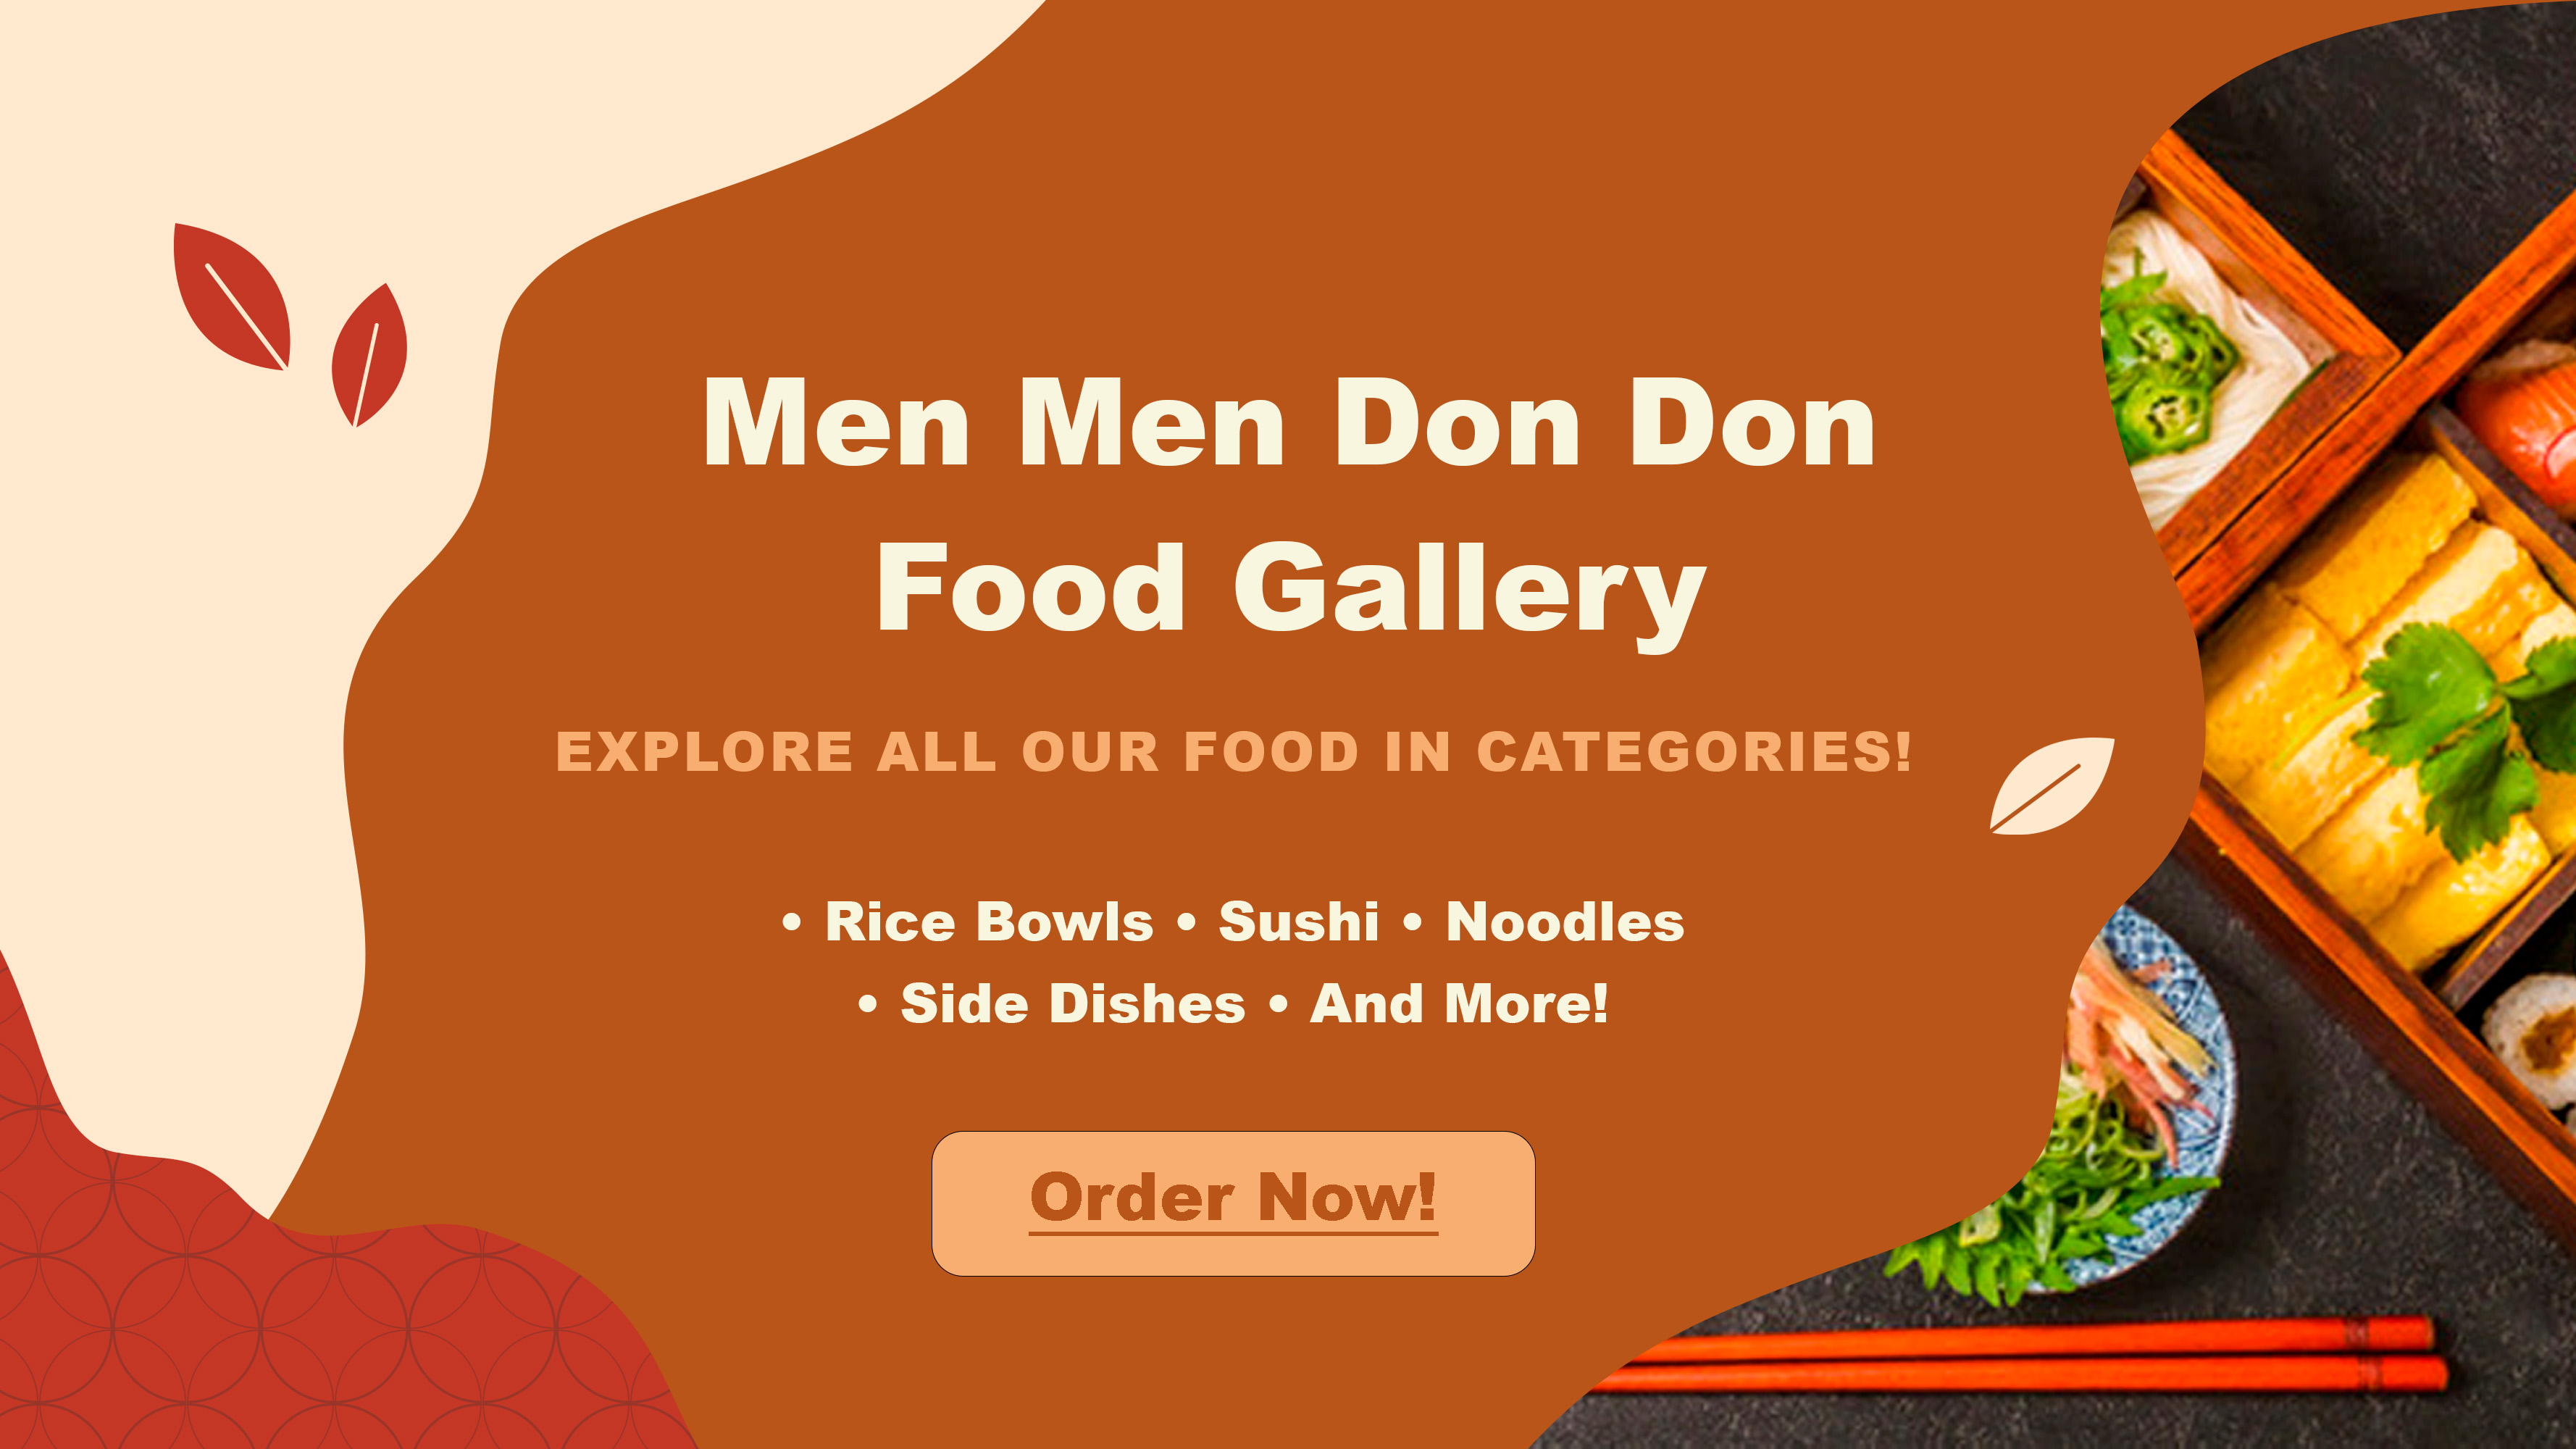 Men Men Don Don
Food Gallery
EXPLORE ALL OUR FOOD IN CATEGORIES!
• Rice Bowls • Sushi • Noodles
• Side Dishes • And More!
Order Now!